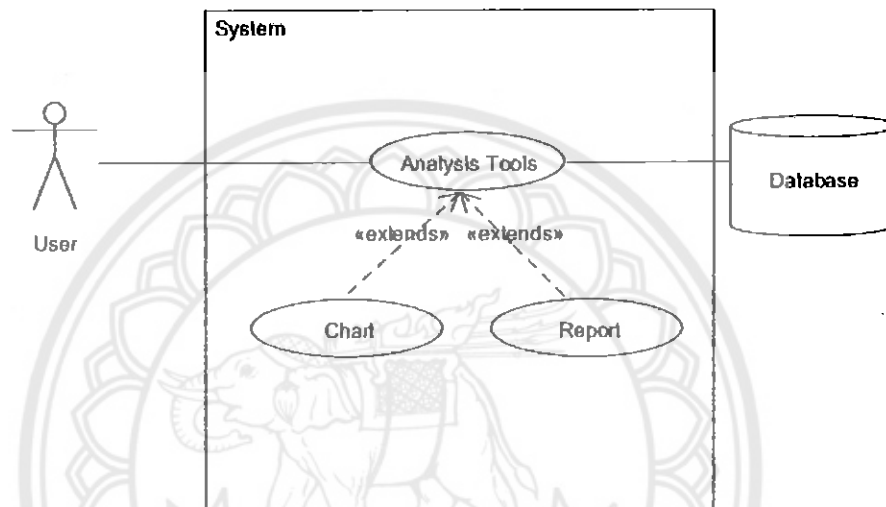 System
Analysis Tools
Database
User
«extends» «extends»
Chart
Report